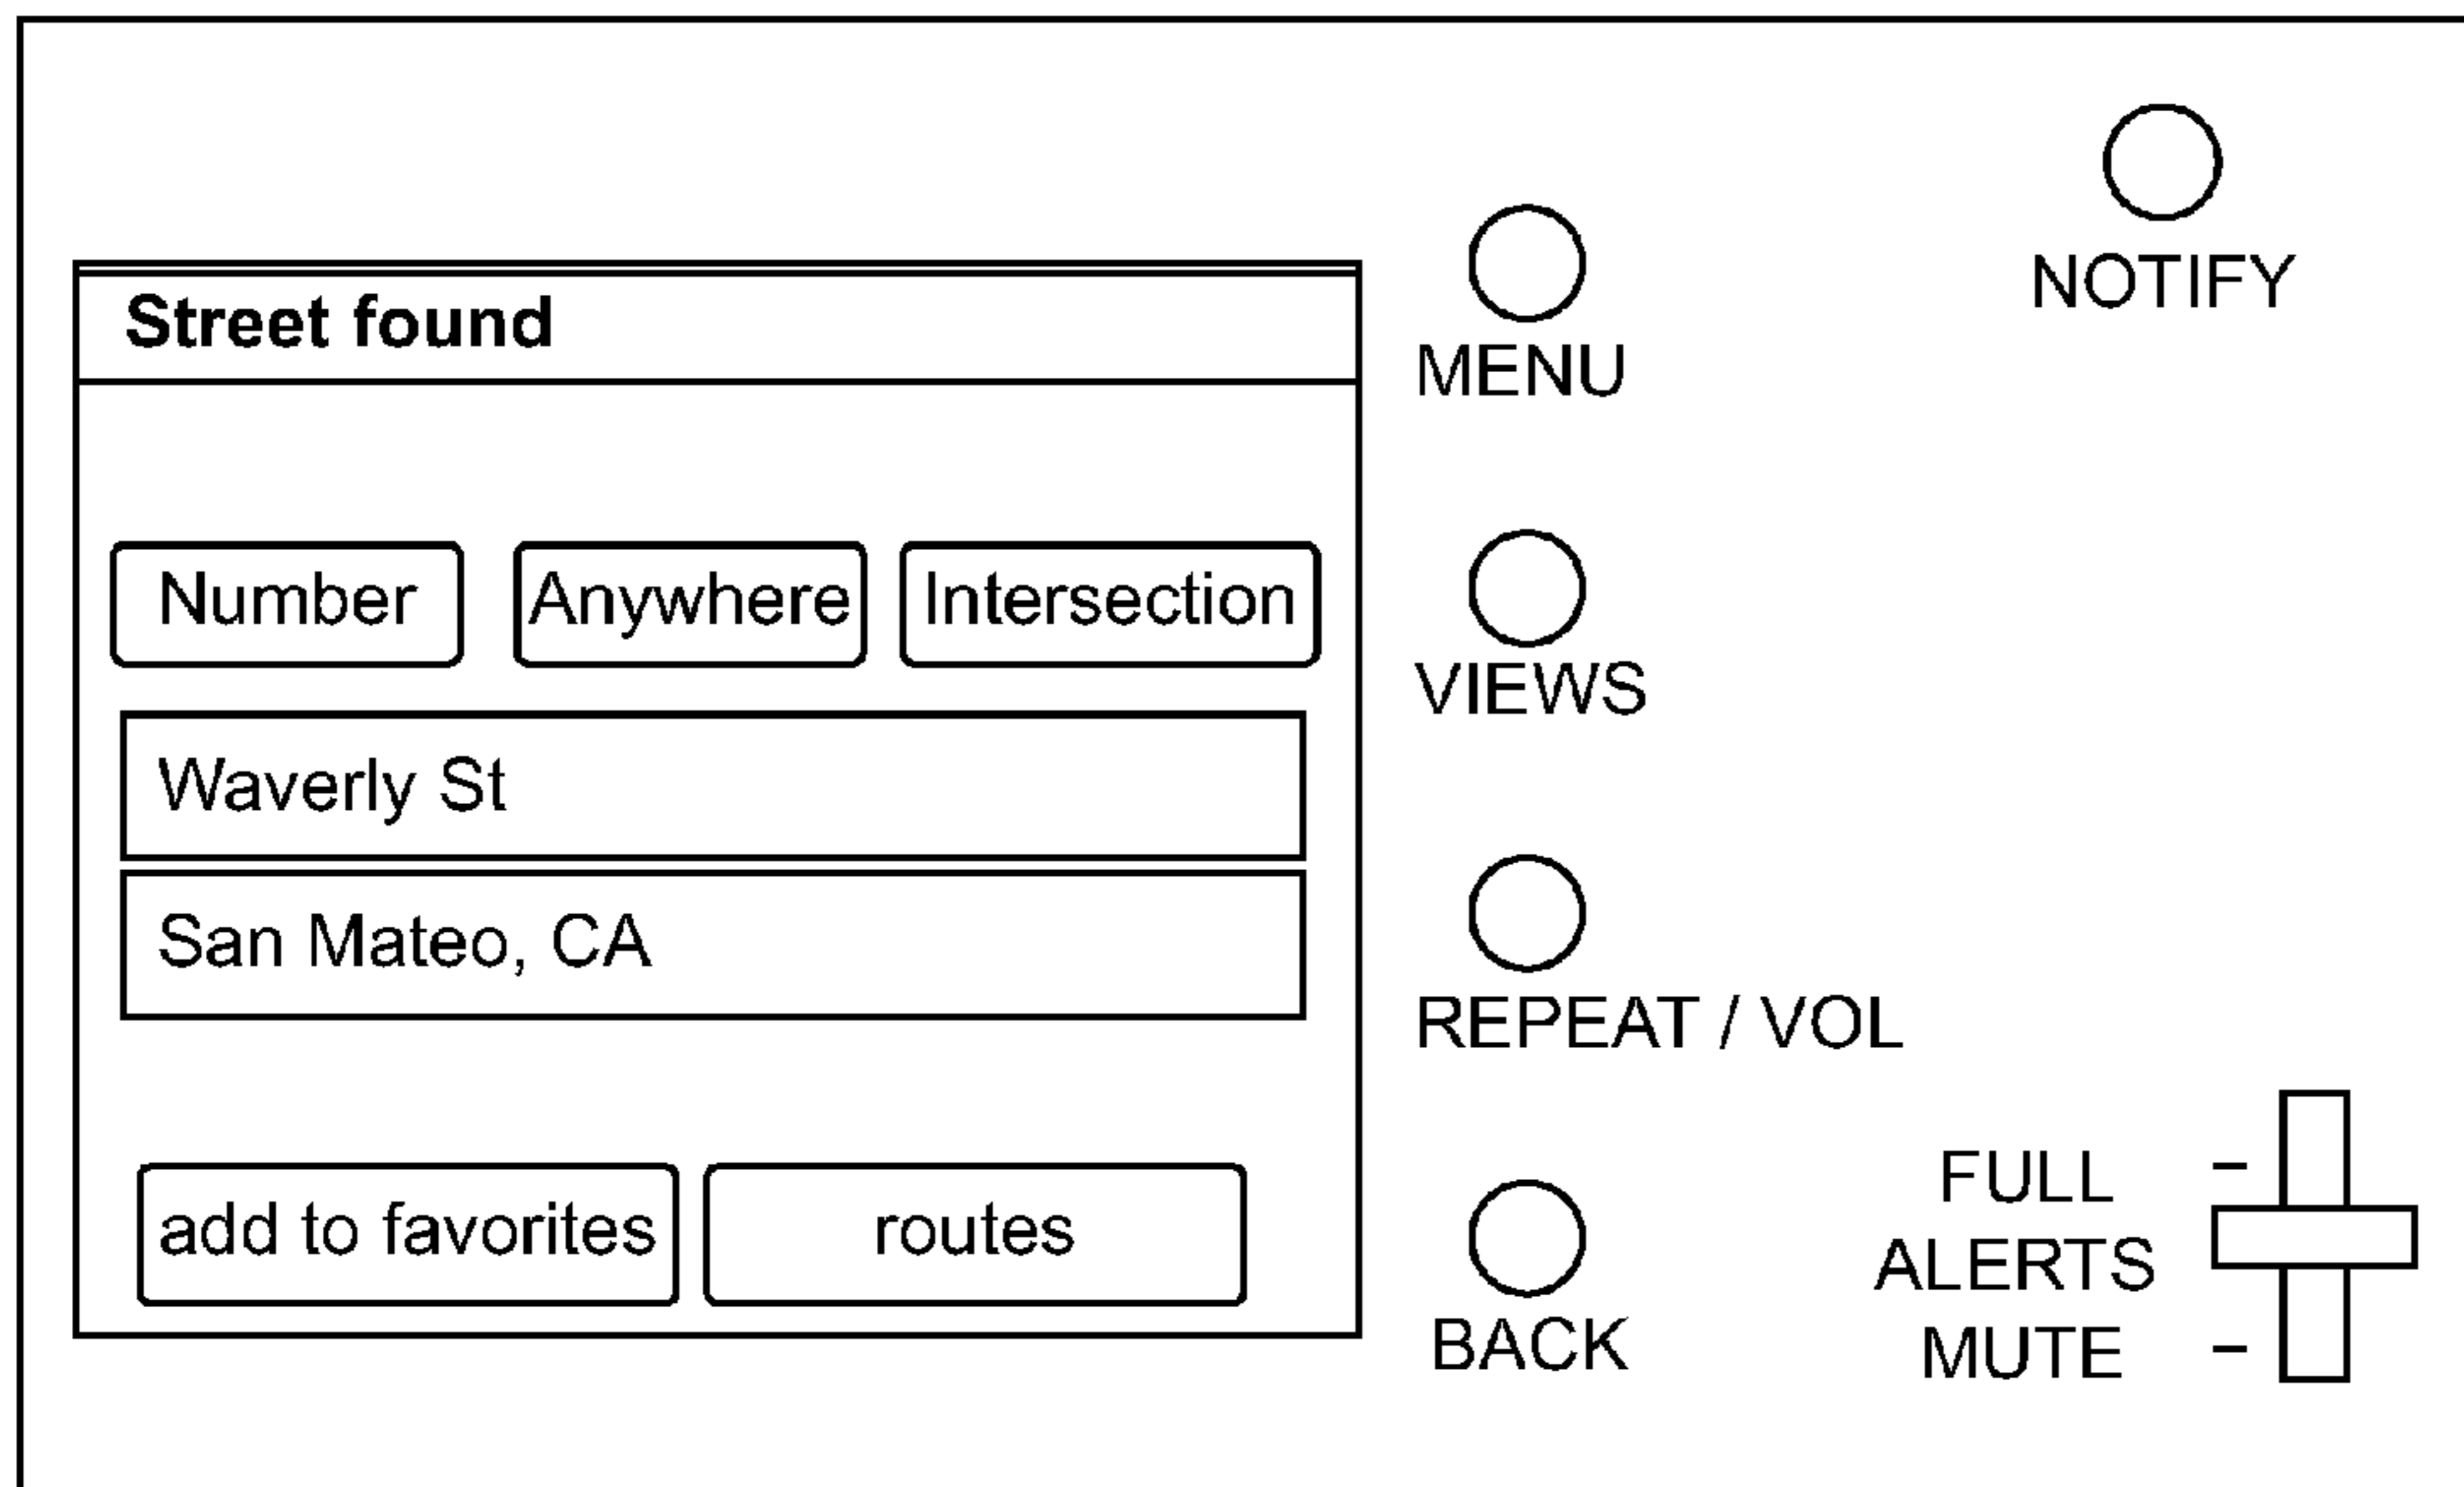 Street found
Number
Anywhere
Intersection
Waverly St
San Mateo, CA
add to favorites
routes
MENU
VIEWS
REPEAT / VOL
BACK
NOTIFY
FULL
ALERTS
MUTE